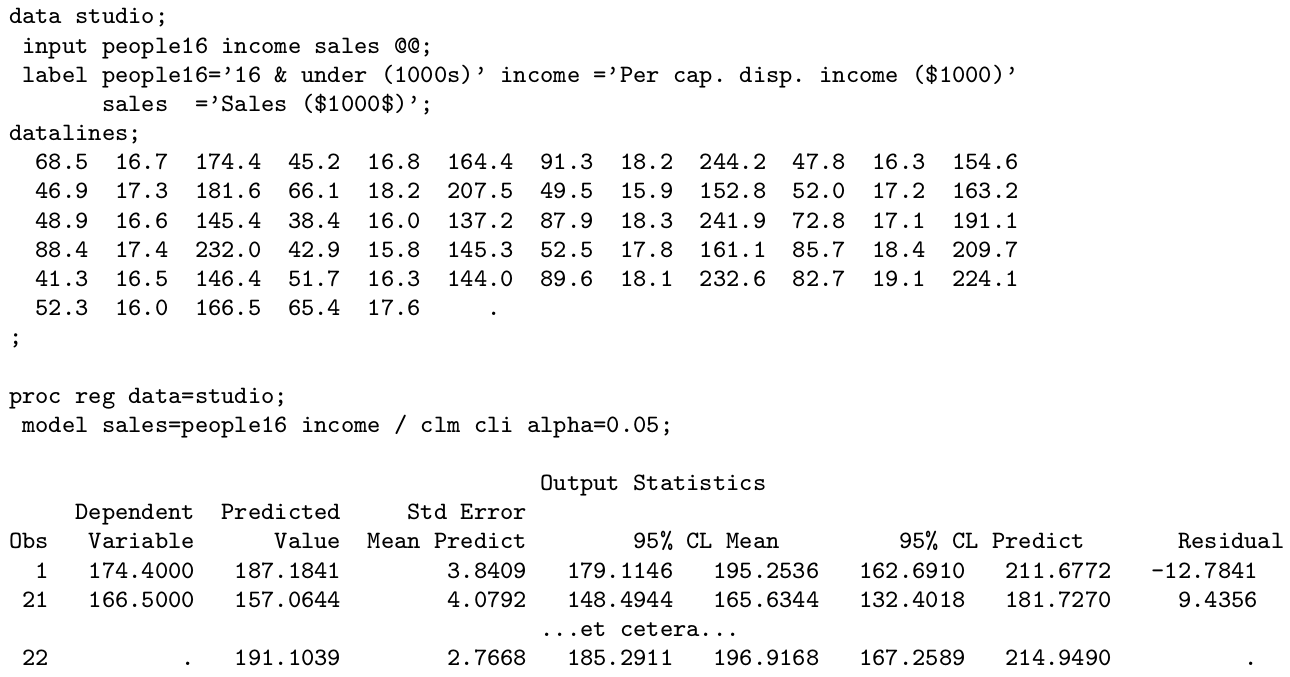 data studio;
 input people16 income sales @@;
 label people16='16 & under (1000s)' income ='Per cap. disp. income ($1000)'
       sales  ='Sales ($1000$)';
datalines;
  68.5  16.7  174.4  45.2  16.8  164.4  91.3  18.2  244.2  47.8  16.3  154.6
  46.9  17.3  181.6  66.1  18.2  207.5  49.5  15.9  152.8  52.0  17.2  163.2
  48.9  16.6  145.4  38.4  16.0  137.2  87.9  18.3  241.9  72.8  17.1  191.1
  88.4  17.4  232.0  42.9  15.8  145.3  52.5  17.8  161.1  85.7  18.4  209.7
  41.3  16.5  146.4  51.7  16.3  144.0  89.6  18.1  232.6  82.7  19.1  224.1
  52.3  16.0  166.5  65.4  17.6     .
;
proc reg data=studio;
 model sales=people16 income / clm cli alpha=0.05;
                                        Output Statistics
     Dependent  Predicted     Std Error
Obs   Variable      Value  Mean Predict        95% CL Mean         95% CL Predict       Residual
  1   174.4000   187.1841        3.8409   179.1146   195.2536   162.6910   211.6772   -12.7841
 21   166.5000   157.0644        4.0792   148.4944   165.6344   132.4018   181.7270     9.4356
                                        ...et cetera...
 22          .   191.1039        2.7668   185.2911   196.9168   167.2589   214.9490          .